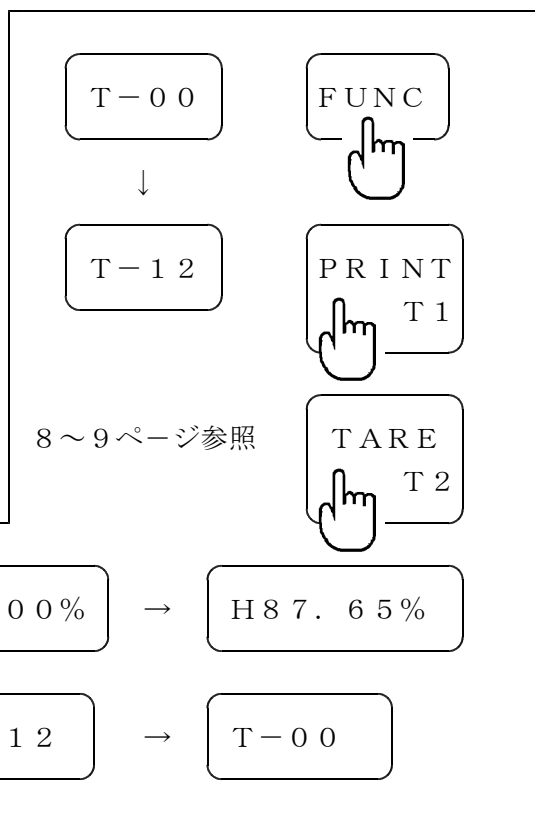 Ｔ－００
ＦＵＮＣ
↓
Ｔ－１２
ＰＲＩＮＴ
Ｔ１
８～９ページ参照
ＴＡＲＥ
Ｔ２
００％ → Ｈ８７．６５％
１２ → Ｔ－００